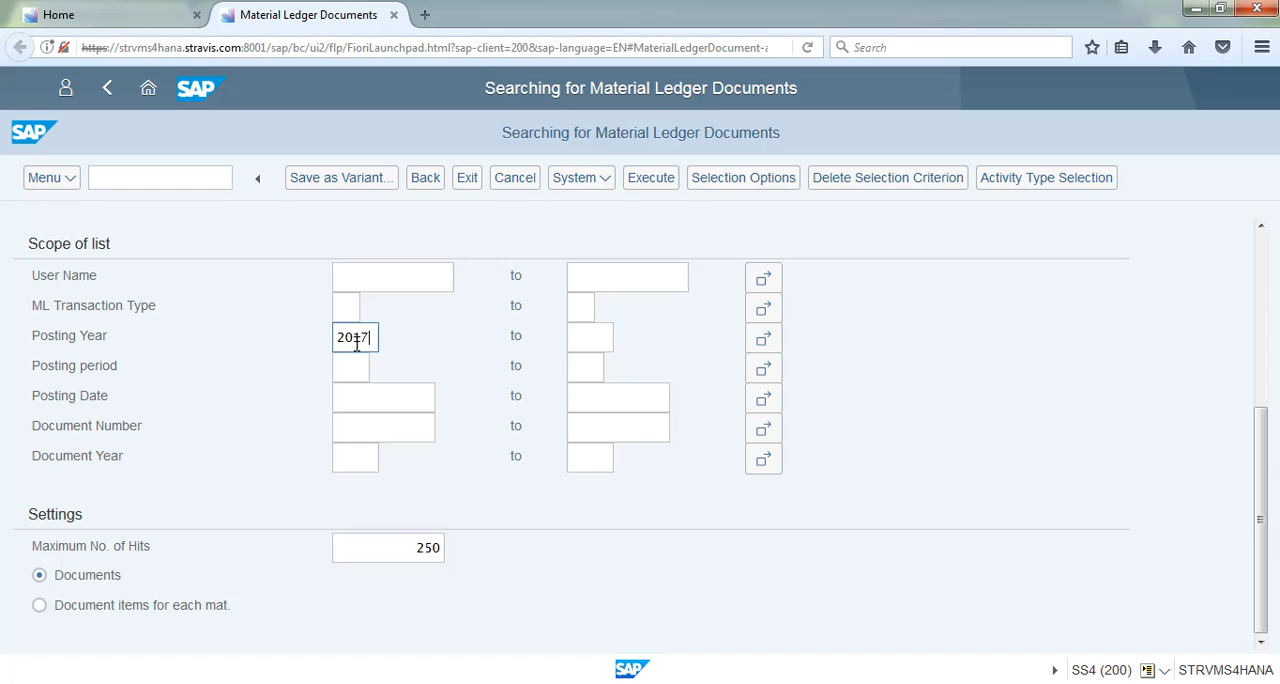 Home × Material Ledger Documents × +
https://strvms4hana.stravis.com:8001/sap/bc/ui2/flp/FioriLaunchpad.html?sap-client=200&sap-language=EN#MaterialLedgerDocument-a Search
SAP Searching for Material Ledger Documents
SAP Searching for Material Ledger Documents
Menu Save as Variant... Back Exit Cancel System Execute Selection Options Delete Selection Criterion Activity Type Selection
Scope of list
User Name to
ML Transaction Type to
Posting Year 2017 to
Posting period to
Posting Date to
Document Number to
Document Year to
Settings
Maximum No. of Hits 250
Documents
Document items for each mat.
SAP SS4 (200) STRVMS4HANA